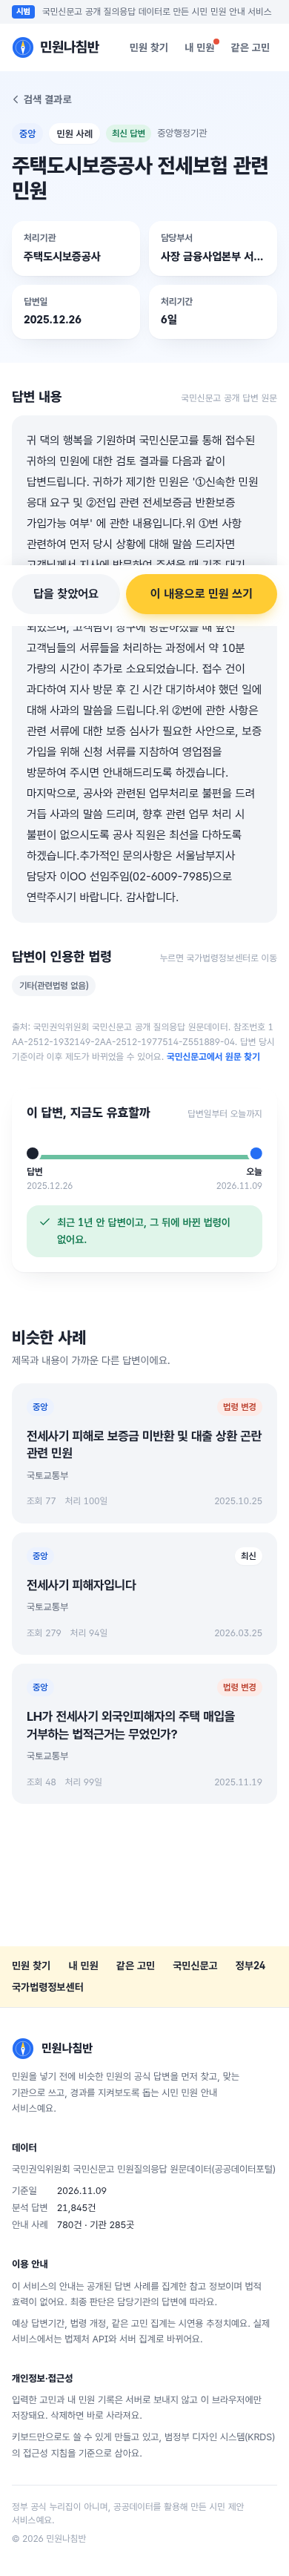 시범 국민신문고 공개 질의응답 데이터로 만든 시민 민원 안내 서비스
민원나침반 민원 찾기 내 민원 같은 고민
< 검색 결과로
중앙 민원 사례 최신 답변 중앙행정기관
주택도시보증공사 전세보험 관련
민원
처리기관
주택도시보증공사
담당부서
사장 금융사업본부 서...
답변일
2025.12.26
처리기간
6일
답변 내용 국민신문고 공개 답변 원문
귀 댁의 행복을 기원하며 국민신문고를 통해 접수된
귀하의 민원에 대한 검토 결과를 다음과 같이
답변드립니다. 귀하가 제기한 민원은 '①신속한 민원
응대 요구 및 ②전입 관련 전세보증금 반환보증
가입가능 여부' 에 관한 내용입니다.위 ①번 사항
관련하여 먼저 당시 상황에 대해 말씀 드리자면
답을 찾았어요 이 내용으로 민원 쓰기
고객님들의 서류들을 처리하는 과정에서 약 10분
가량의 시간이 추가로 소요되었습니다. 접수 건이
과다하여 지사 방문 후 긴 시간 대기하셔야 했던 일에
대해 사과의 말씀을 드립니다.위 ②번에 관한 사항은
관련 서류에 대한 보증 심사가 필요한 사안으로, 보증
가입을 위해 신청 서류를 지참하여 영업점을
방문하여 주시면 안내해드리도록 하겠습니다.
마지막으로, 공사와 관련된 업무처리로 불편을 드려
거듭 사과의 말씀 드리며, 향후 관련 업무 처리 시
불편이 없으시도록 공사 직원은 최선을 다하도록
하겠습니다.추가적인 문의사항은 서울남부지사
담당자 이OO 선임주임(02-6009-7985)으로
연락주시기 바랍니다. 감사합니다.
답변이 인용한 법령 누르면 국가법령정보센터로 이동
기타(관련법령 없음)
출처: 국민권익위원회 국민신문고 공개 질의응답 원문데이터. 참조번호 1
AA-2512-1932149-2AA-2512-1977514-Z551889-04. 답변 당시
기준이라 이후 제도가 바뀌었을 수 있어요. 국민신문고에서 원문 찾기
이 답변, 지금도 유효할까 답변일부터 오늘까지
답변 오늘
2025.12.26 2026.11.09
최근 1년 안 답변이고, 그 뒤에 바뀐 법령이
없어요.
비슷한 사례
제목과 내용이 가까운 다른 답변이에요.
중앙 법령 변경
전세사기 피해로 보증금 미반환 및 대출 상환 곤란
관련 민원
국토교통부
조회 77 처리 100일 2025.10.25
중앙 최신
전세사기 피해자입니다
국토교통부
조회 279 처리 94일 2026.03.25
중앙 법령 변경
LH가 전세사기 외국인피해자의 주택 매입을
거부하는 법적근거는 무엇인가?
국토교통부
조회 48 처리 99일 2025.11.19
민원 찾기 내 민원 같은 고민 국민신문고 정부24
국가법령정보센터
민원나침반
민원을 넣기 전에 비슷한 민원의 공식 답변을 먼저 찾고, 맞는
기관으로 쓰고, 경과를 지켜보도록 돕는 시민 민원 안내
서비스예요.
데이터
국민권익위원회 국민신문고 민원질의응답 원문데이터(공공데이터포털)
기준일 2026.11.09
분석 답변 21,845건
안내 사례 780건 · 기관 285곳
이용 안내
이 서비스의 안내는 공개된 답변 사례를 집계한 참고 정보이며 법적
효력이 없어요. 최종 판단은 담당기관의 답변에 따라요.
예상 답변기간, 법령 개정, 같은 고민 집계는 시연용 추정치예요. 실제
서비스에서는 법제처 API와 서버 집계로 바뀌어요.
개인정보·접근성
입력한 고민과 내 민원 기록은 서버로 보내지 않고 이 브라우저에만
저장돼요. 삭제하면 바로 사라져요.
키보드만으로도 쓸 수 있게 만들고 있고, 범정부 디자인 시스템(KRDS)
의 접근성 지침을 기준으로 삼아요.
정부 공식 누리집이 아니며, 공공데이터를 활용해 만든 시민 제안
서비스예요.
© 2026 민원나침반